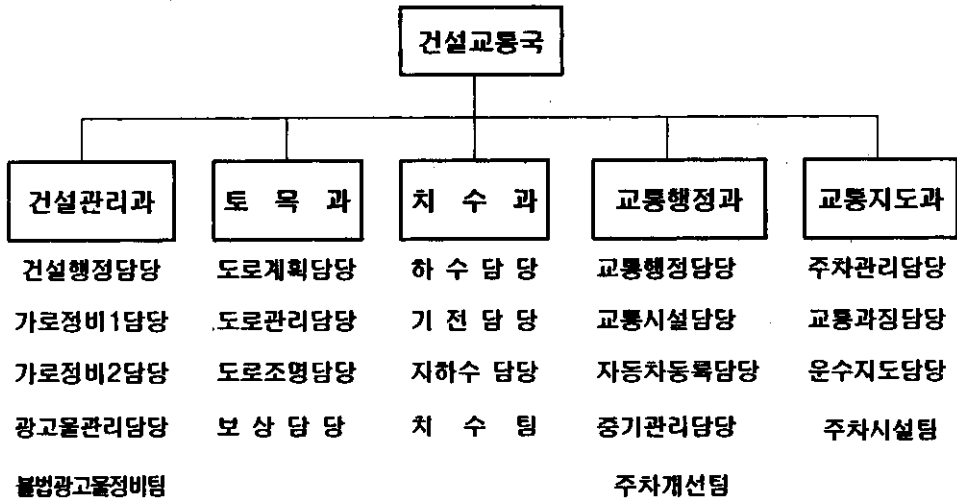 건설교통국
건설관리과 토 목 과 치 수 과 교통행정과 교통지도과
건설행정담당 도로계획담당 하 수 담 당 교통행정담당 주차관리담당
가로정비1담당 도로관리담당 기 전 담 당 교통시설담당 교통과징담당
가로정비2담당 도로조명담당 지하수 담당 자동차등록담당 운수지도담당
광고물관리담당 보 상 담 당 치 수 팀 중기관리담당 주차시설팀
불법광고물정비팀 주차개선팀